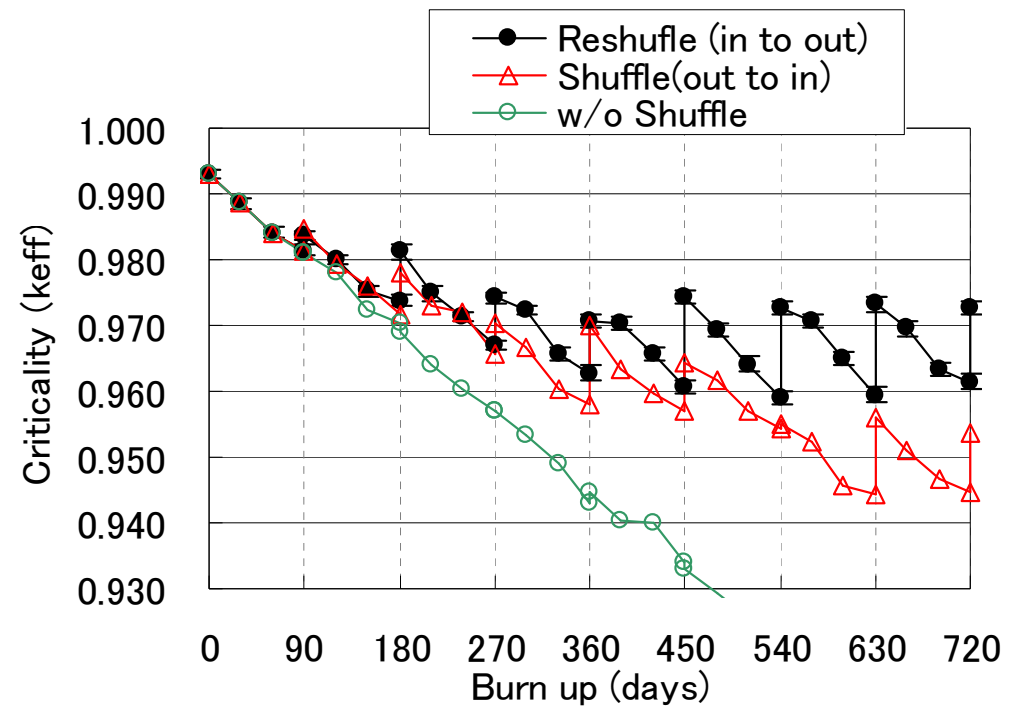 Reshufle (in to out)
Shuffle(out to in)
w/o Shuffle
1.000
0.990
0.980
0.970
0.960
0.950
0.940
0.930
Criticality (keff)
0 90 180 270 360 450 540 630 720
Burn up (days)